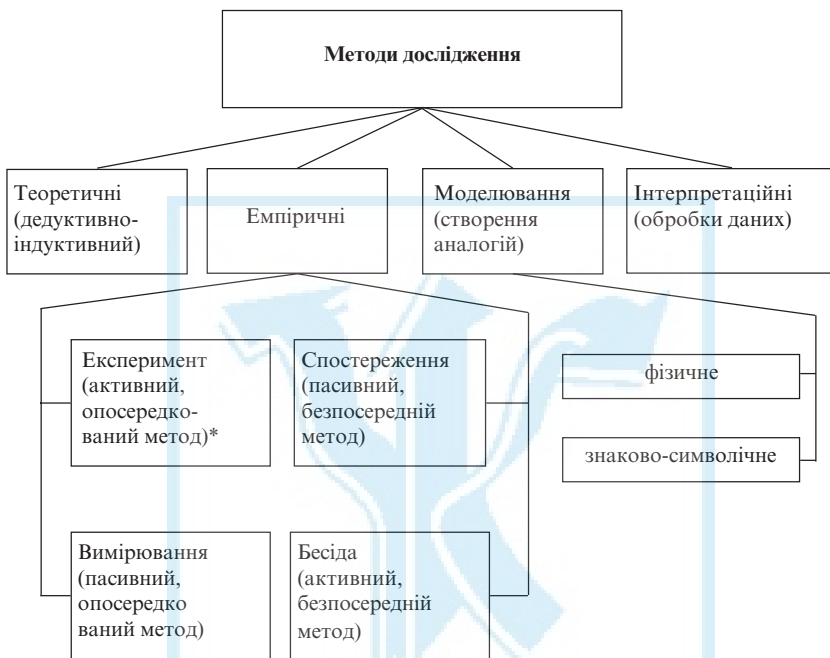 Методи дослідження
Теоретичні
(дедуктивно-
індуктивний)
Емпіричні
Моделювання
(створення
аналогій)
Інтерпретаційні
(обробки даних)
Експеримент
(активний,
опосередко-
ваний метод)*
Спостереження
(пасивний,
безпосередній
метод)
фізичне
знаково-символічне
Вимірювання
(пасивний,
опосередко
ваний метод)
Бесіда
(активний,
безпосередній
метод)